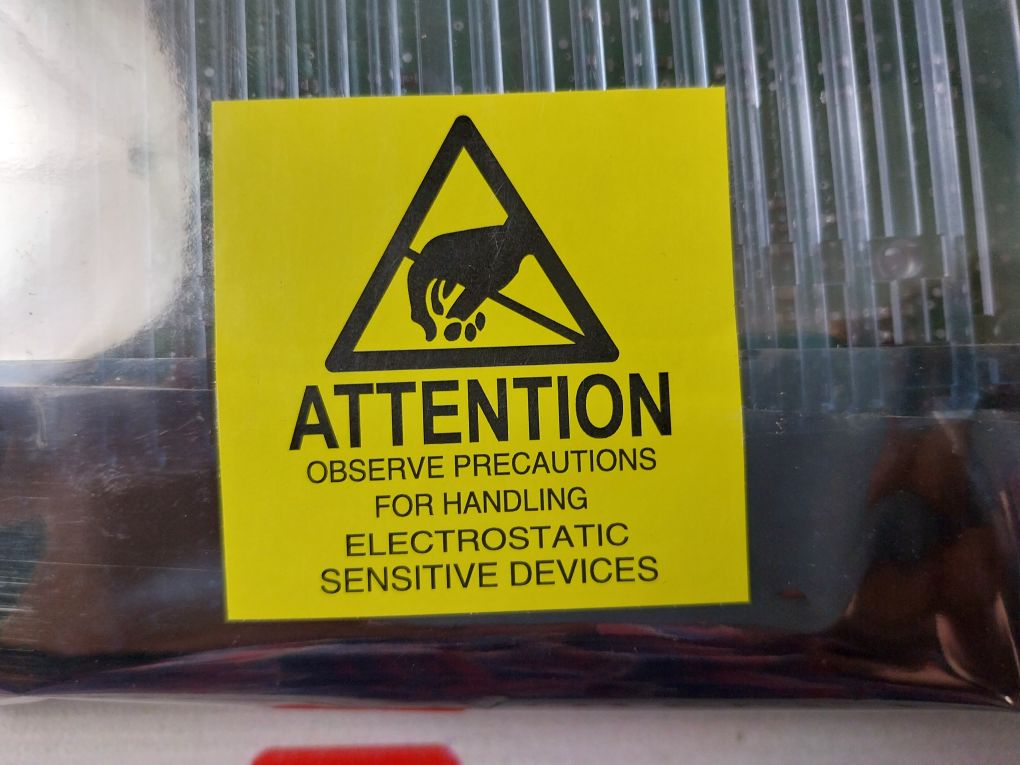 ATTENTION
OBSERVE PRECAUTIONS
FOR HANDLING
ELECTROSTATIC
SENSITIVE DEVICES